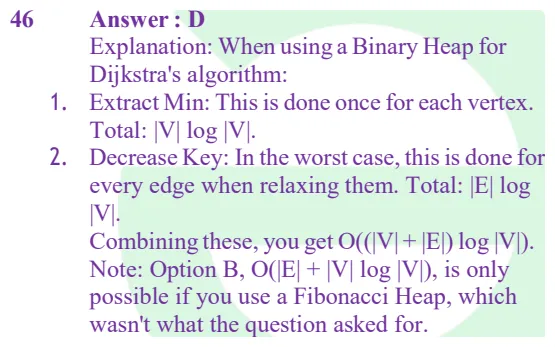 46 Answer : D
Explanation: When using a Binary Heap for
Dijkstra's algorithm:
1. Extract Min: This is done once for each vertex.
Total: |V| log |V|.
2. Decrease Key: In the worst case, this is done for
every edge when relaxing them. Total: |E| log
|V|.
Combining these, you get O((|V| + |E|) log |V|).
Note: Option B, O(|E| + |V| log |V|), is only
possible if you use a Fibonacci Heap, which
wasn't what the question asked for.